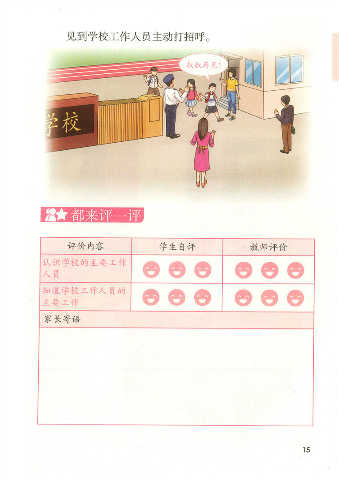 见到学校工作人员主动打招呼。
叔叔再见！
学校
都来评一评
评价内容 学生自评 教师评价
认识学校的主要工作
人员
知道学校工作人员的
主要工作
家长寄语
15